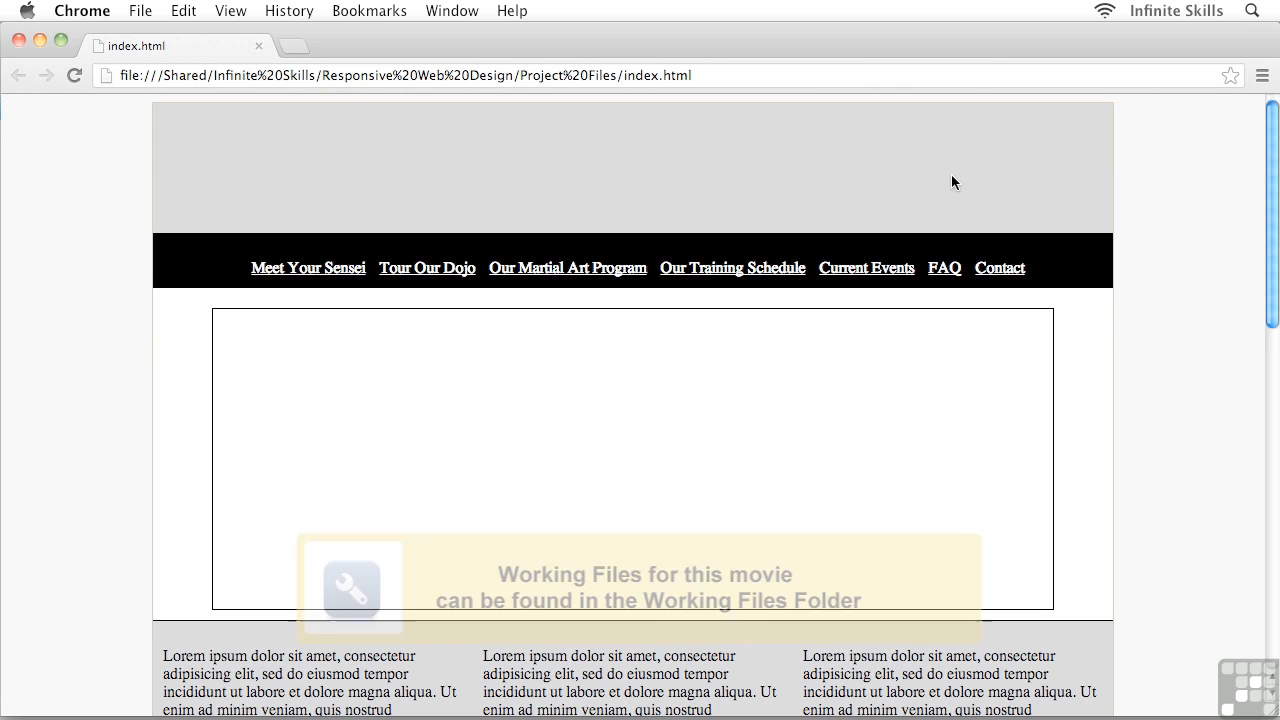 Chrome File Edit View History Bookmarks Window Help Infinite Skills
index.html
file:///Shared/Infinite%20Skills/Responsive%20Web%20Design/Project%20Files/index.html
Meet Your Sensei Tour Our Dojo Our Martial Art Program Our Training Schedule Current Events FAQ Contact
Working Files for this movie
can be found in the Working Files Folder
Lorem ipsum dolor sit amet, consectetur
adipisicing elit, sed do eiusmod tempor
incididunt ut labore et dolore magna aliqua. Ut
enim ad minim veniam, quis nostrud
Lorem ipsum dolor sit amet, consectetur
adipisicing elit, sed do eiusmod tempor
incididunt ut labore et dolore magna aliqua. Ut
enim ad minim veniam, quis nostrud
Lorem ipsum dolor sit amet, consectetur
adipisicing elit, sed do eiusmod tempor
incididunt ut labore et dolore magna aliqua. Ut
enim ad minim veniam, quis nostrud